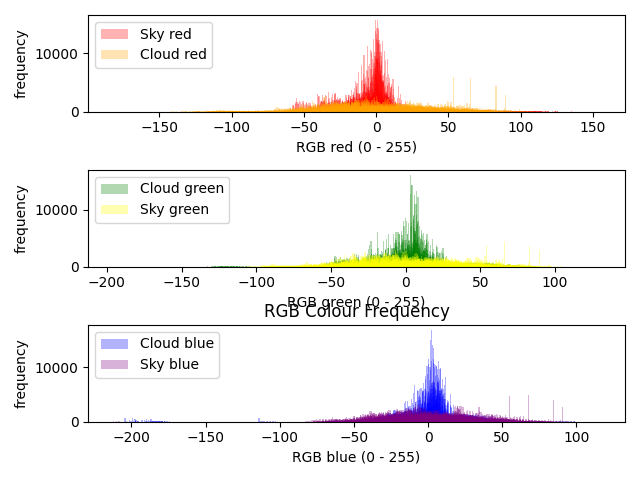 frequency
10000
0
Sky red
Cloud red
−150 −100 −50 0 50 100 150
RGB red (0 - 255)
frequency
10000
0
Cloud green
Sky green
−200 −150 −100 −50 0 50 100
RGB green (0 - 255)
RGB Colour Frequency
frequency
10000
0
Cloud blue
Sky blue
−200 −150 −100 −50 0 50 100
RGB blue (0 - 255)